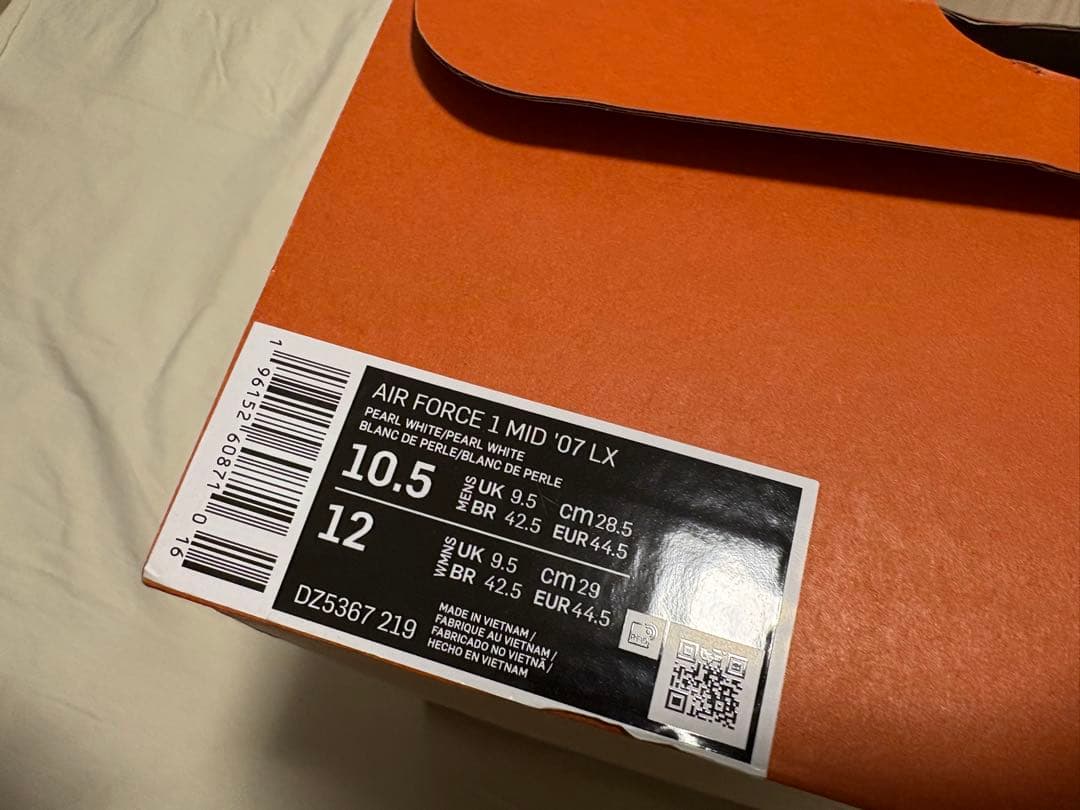 AIR FORCE 1 MID '07 LX
PEARL WHITE/PEARL WHITE
BLANC DE PERLE/BLANC DE PERLE
10.5
MENS
UK 9.5 cm 28.5
BR 42.5 EUR 44.5
12
WMNS
UK 9.5 cm 29
BR 42.5 EUR 44.5
DZ5367 219
MADE IN VIETNAM /
FABRIQUE AU VIETNAM /
FABRICADO NO VIETNÃ /
HECHO EN VIETNAM
RFID
1 96152 60871 0 16